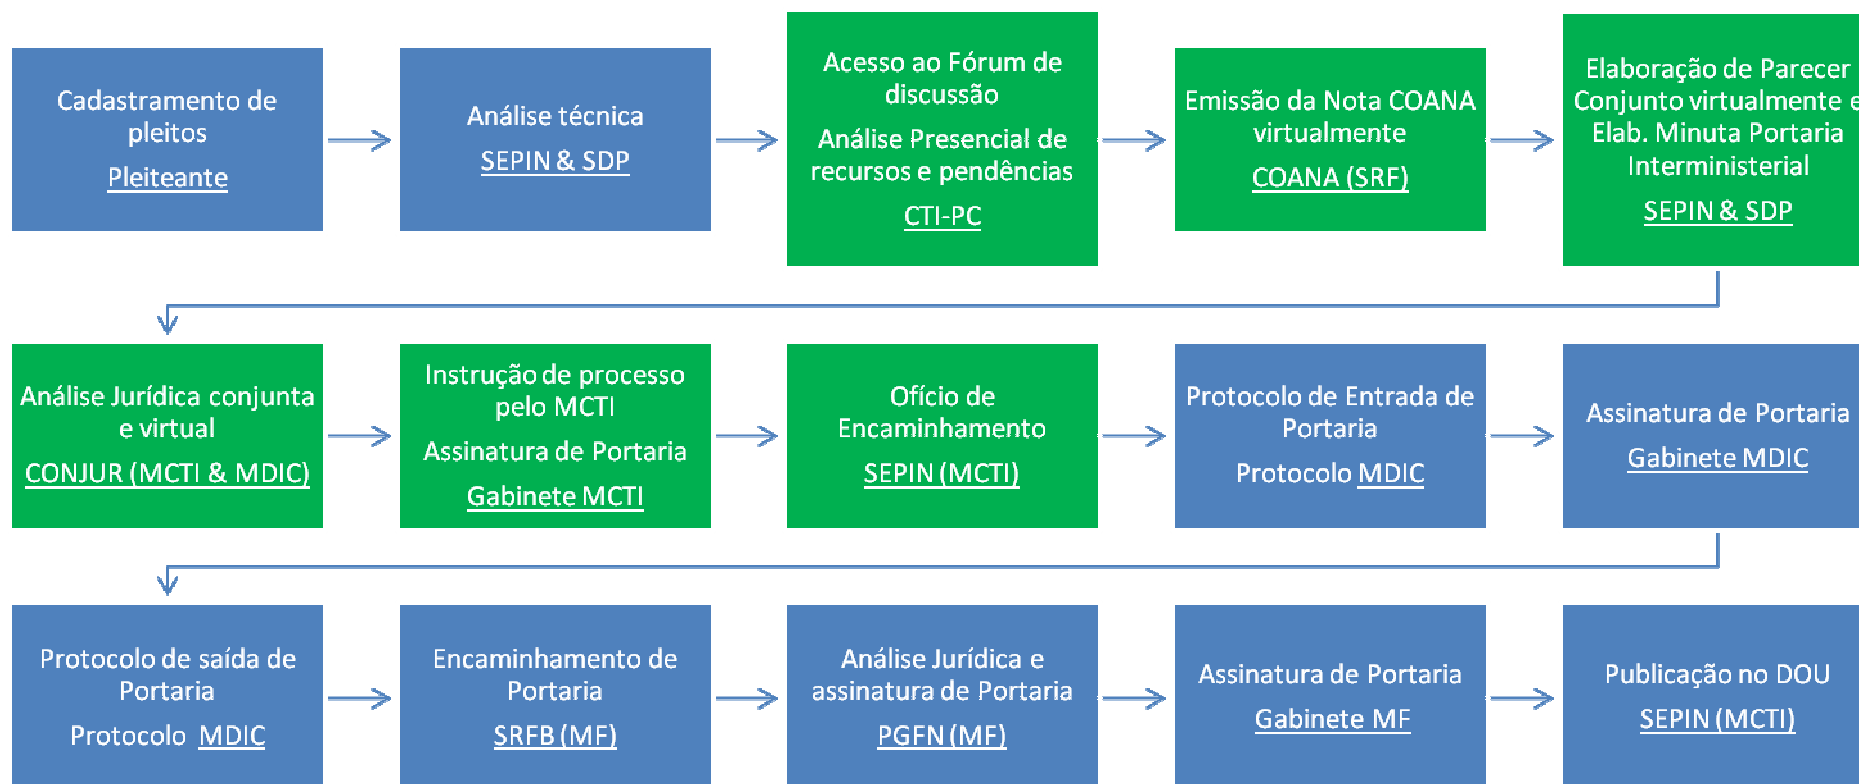 Cadastramento de
pleitos
Pleiteante
Análise técnica
SEPIN & SDP
Acesso ao Fórum de
discussão
Análise Presencial de
recursos e pendências
CTI-PC
Emissão da Nota COANA
virtualmente
COANA (SRF)
Elaboração de Parecer
Conjunto virtualmente e
Elab. Minuta Portaria
Interministerial
SEPIN & SDP
Análise Jurídica conjunta
e virtual
CONJUR (MCTI & MDIC)
Instrução de processo
pelo MCTI
Assinatura de Portaria
Gabinete MCTI
Ofício de
Encaminhamento
SEPIN (MCTI)
Protocolo de Entrada de
Portaria
Protocolo MDIC
Assinatura de Portaria
Gabinete MDIC
Protocolo de saída de
Portaria
Protocolo MDIC
Encaminhamento de
Portaria
SRFB (MF)
Análise Jurídica e
assinatura de Portaria
PGFN (MF)
Assinatura de Portaria
Gabinete MF
Publicação no DOU
SEPIN (MCTI)